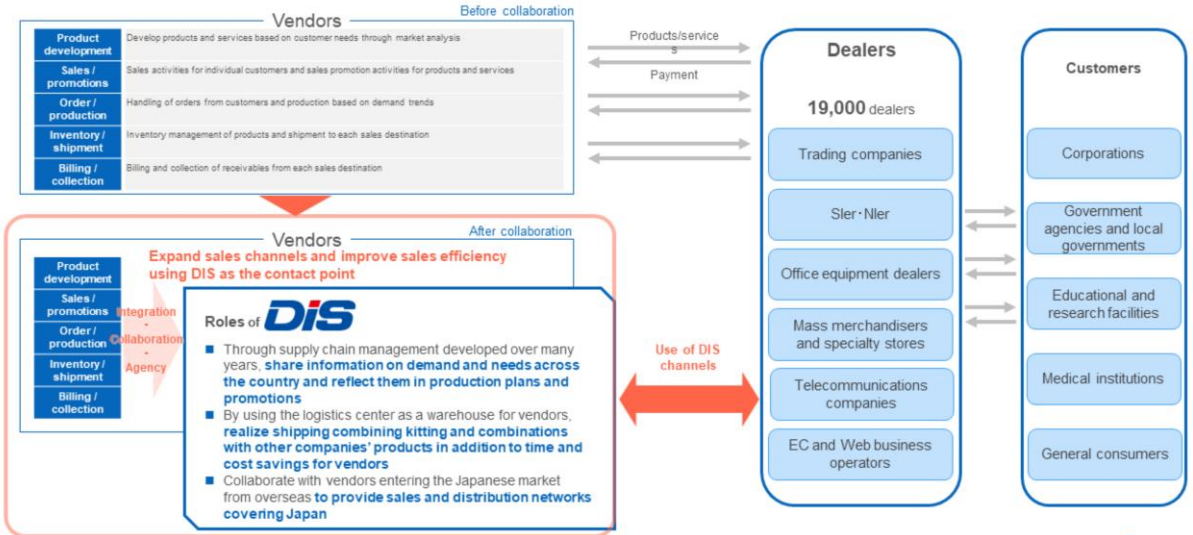 Before collaboration
Vendors
Product
development
Develop products and services based on customer needs through market analysis
Sales /
promotions
Sales activities for individual customers and sales promotion activities for products and services
Order /
production
Handling of orders from customers and production based on demand trends
Inventory /
shipment
Inventory management of products and shipment to each sales destination
Billing /
collection
Billing and collection of receivables from each sales destination
Products/service
s
Payment
After collaboration
Vendors
Expand sales channels and improve sales efficiency
using DIS as the contact point
Product
development
Sales /
promotions
Order /
production
Inventory /
shipment
Billing /
collection
Integration
-
Collaboration
-
Agency
Roles of DiS
■ Through supply chain management developed over many
years, share information on demand and needs across
the country and reflect them in production plans and
promotions
■ By using the logistics center as a warehouse for vendors,
realize shipping combining kitting and combinations
with other companies' products in addition to time and
cost savings for vendors
■ Collaborate with vendors entering the Japanese market
from overseas to provide sales and distribution networks
covering Japan
Use of DIS
channels
Dealers
19,000 dealers
Trading companies
SIer･NIer
Office equipment dealers
Mass merchandisers
and specialty stores
Telecommunications
companies
EC and Web business
operators
Customers
Corporations
Government
agencies and local
governments
Educational and
research facilities
Medical institutions
General consumers